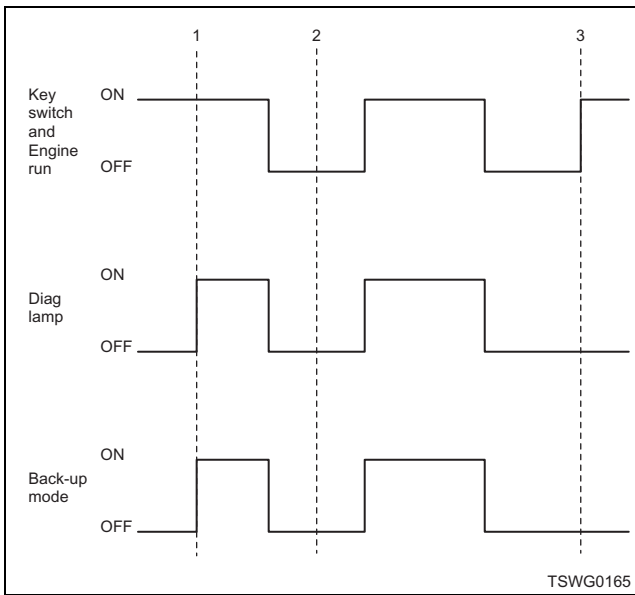 1 2 3
Key
switch
and
Engine
run
ON
OFF
Diag
lamp
ON
OFF
Back-up
mode
ON
OFF
TSWG0165